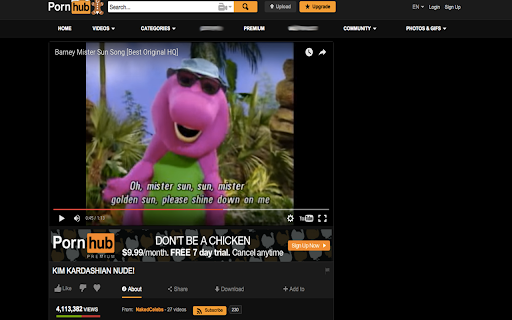 Porn hub
Search...
Upload
Upgrade
EN
Login
Sign Up
HOME
VIDEOS
CATEGORIES
PREMIUM
COMMUNITY
PHOTOS & GIFS
Barney Mister Sun Song [Best Original HQ]
Oh, mister sun, sun, mister
golden sun, please shine down on me
0:45 / 1:13
YouTube
Porn hub
PREMIUM
DON'T BE A CHICKEN
$9.99/month. FREE 7 day trial. Cancel anytime
Sign Up Now
KIM KARDASHIAN NUDE!
Like
About
Share
Download
Add to
4,113,382 VIEWS
From: NakedCelebs - 27 videos
Subscribe
230